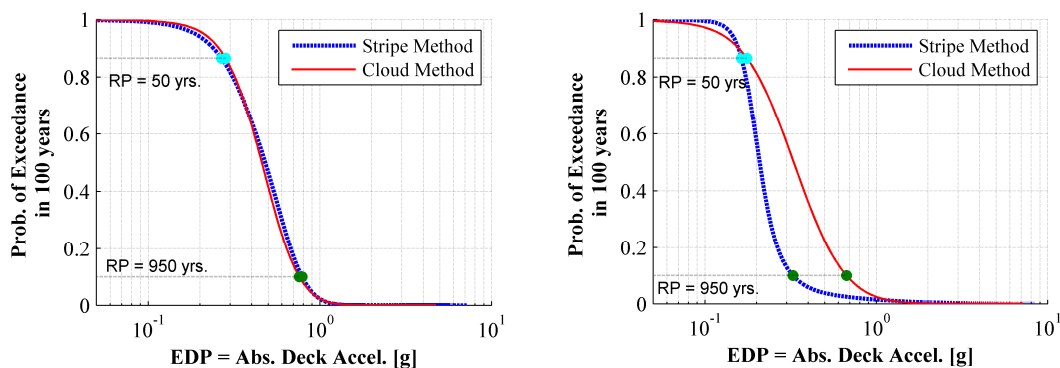 Prob. of Exceedance
in 100 years
1
0.8
0.6
0.4
0.2
0
RP = 50 yrs.
RP = 950 yrs.
Stripe Method
Cloud Method
10^-1
10^0
10^1
EDP = Abs. Deck Accel. [g]
Prob. of Exceedance
in 100 years
1
0.8
0.6
0.4
0.2
0
RP = 50 yrs.
RP = 950 yrs.
Stripe Method
Cloud Method
10^-1
10^0
10^1
EDP = Abs. Deck Accel. [g]